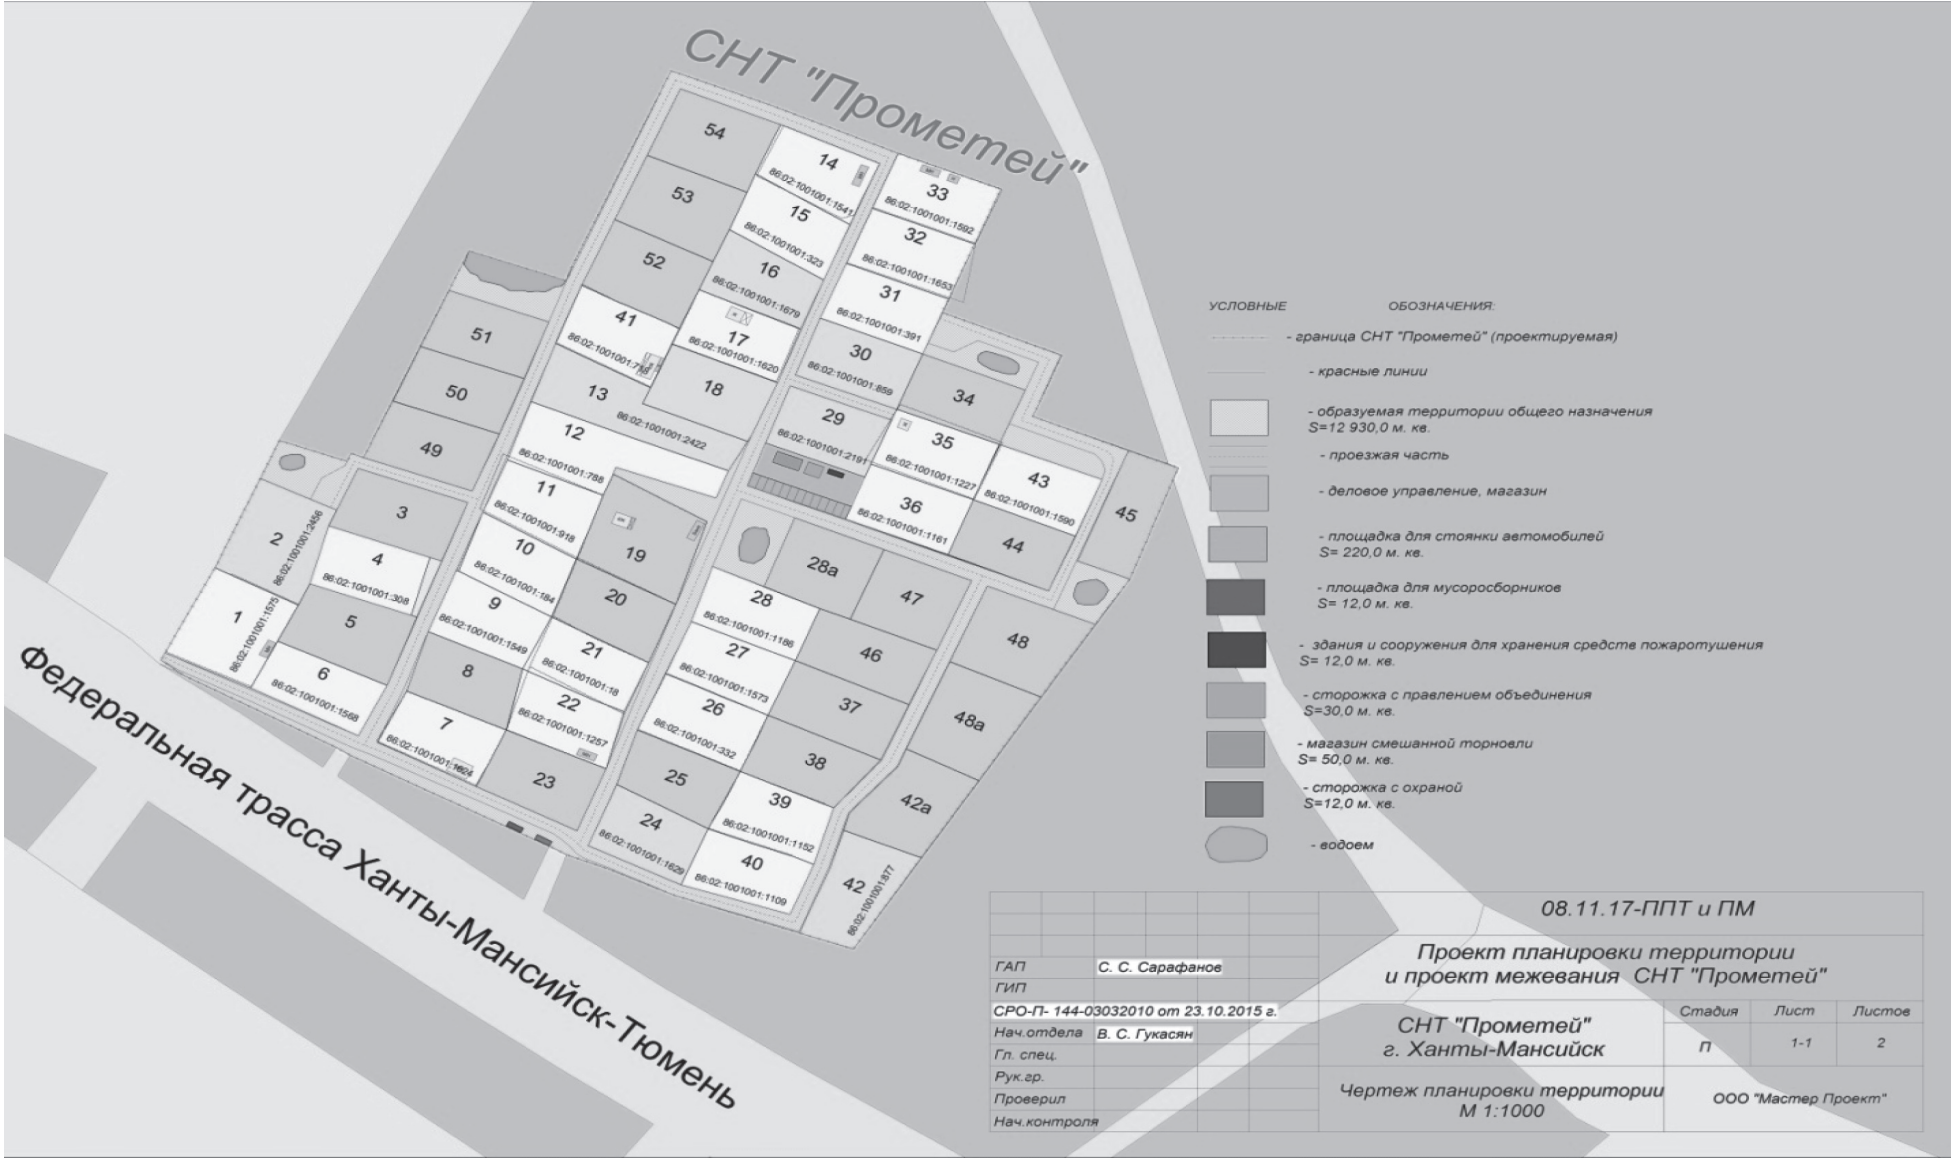 СНТ "Прометей"
54
14
86:02:1001001:1541
33
86:02:1001001:1592
53
15
86:02:1001001:323
32
86:02:1001001:1653
52
16
86:02:1001001:1679
31
86:02:1001001:391
41
17
86:02:1001001:1620
30
86:02:1001001:859
51
50
49
13
86:02:1001001:2422
18
34
29
86:02:1001001:2191
35
86:02:1001001:1227
43
86:02:1001001:1590
45
12
86:02:1001001:788
11
86:02:1001001:918
36
86:02:1001001:1161
44
3
2
86:02:1001001:2456
4
86:02:1001001:308
10
86:02:1001001:184
19
20
28а
47
1
86:02:1001001:1575
5
9
86:02:1001001:1549
28
86:02:1001001:1186
46
48
6
86:02:1001001:1568
8
21
86:02:1001001:18
27
86:02:1001001:1573
37
48а
7
86:02:1001001:1624
22
86:02:1001001:1257
26
86:02:1001001:332
38
23
25
39
86:02:1001001:1152
42а
24
86:02:1001001:1629
40
86:02:1001001:1109
42
86:02:1001001:877
Федеральная трасса Ханты-Мансийск-Тюмень
УСЛОВНЫЕ ОБОЗНАЧЕНИЯ:
- граница СНТ "Прометей" (проектируемая)
- красные линии
- образуемая территории общего назначения
S=12 930,0 м. кв.
- проезжая часть
- деловое управление, магазин
- площадка для стоянки автомобилей
S= 220,0 м. кв.
- площадка для мусоросборников
S= 12,0 м. кв.
- здания и сооружения для хранения средств пожаротушения
S= 12,0 м. кв.
- сторожка с правлением объединения
S=30,0 м. кв.
- магазин смешанной торновли
S= 50,0 м. кв.
- сторожка с охраной
S=12,0 м. кв.
- водоем
08.11.17-ППТ и ПМ
Проект планировки территории
и проект межевания СНТ "Прометей"
ГАП С. С. Сарафанов
ГИП
СРО-П- 144-03032010 от 23.10.2015 г.
Нач.отдела В. С. Гукасян
Гл. спец.
Рук.гр.
Проверил
Нач.контроля
СНТ "Прометей"
г. Ханты-Мансийск
Стадия Лист Листов
П 1-1 2
Чертеж планировки территории
М 1:1000
ООО "Мастер Проект"